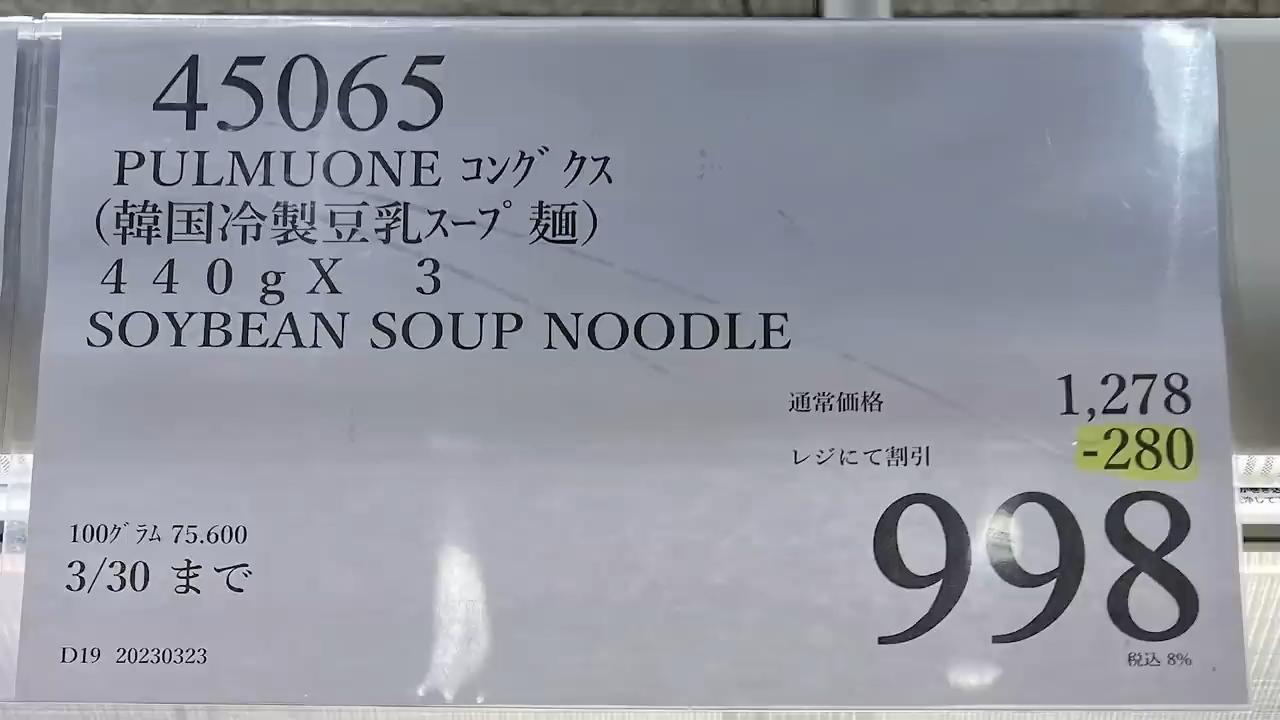 45065
PULMUONE コングクス
(韓国冷製豆乳スープ 麺)
４４０ｇＸ　３
SOYBEAN SOUP NOODLE
通常価格 1,278
レジにて割引 -280
998
税込 8%
100グラム 75.600
3/30 まで
D19 20230323